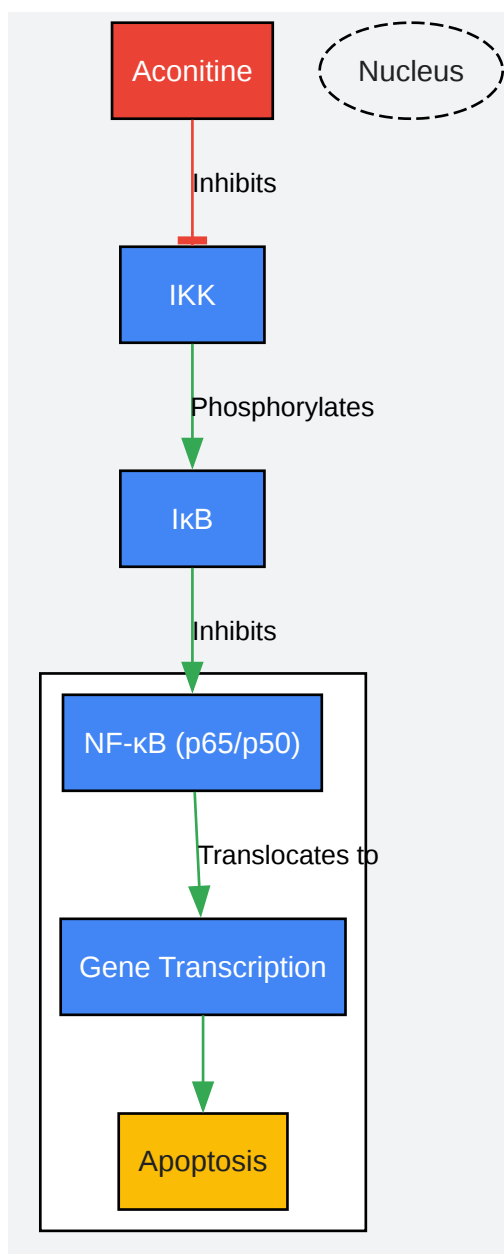 Aconitine
Nucleus
Inhibits
IKK
Phosphorylates
IκB
Inhibits
NF-κB (p65/p50)
Translocates to
Gene Transcription
Apoptosis